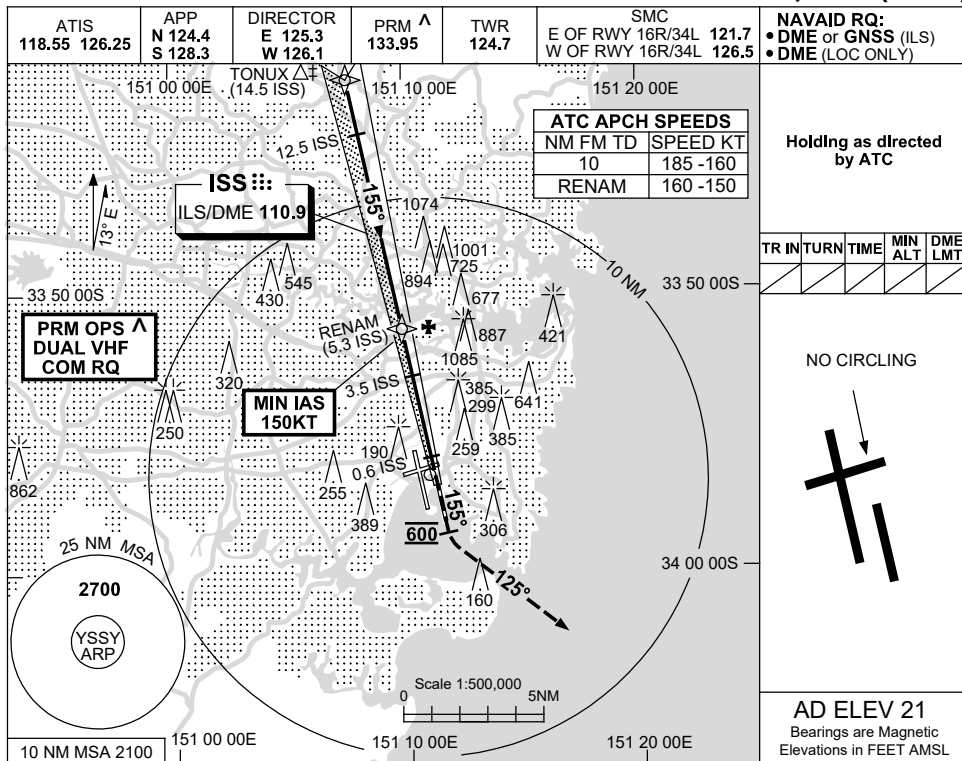 ATIS
118.55 126.25
APP
N 124.4
S 128.3
DIRECTOR
E 125.3
W 126.1
PRM ^
133.95
TWR
124.7
SMC
E OF RWY 16R/34L 121.7
W OF RWY 16R/34L 126.5
NAVAID RQ:
• DME or GNSS (ILS)
• DME (LOC ONLY)
TONUX
(14.5 ISS)
151 00 00E
151 10 00E
151 20 00E
ATC APCH SPEEDS
NM FM TD SPEED KT
10 185 -160
RENAM 160 -150
Holding as directed
by ATC
TR IN TURN TIME MIN ALT DME LMT
12.5 ISS
ISS
ILS/DME 110.9
155°
13° E
10 NM
1074
1001
725
894
677
545
430
33 50 00S
33 50 00S
RENAM
(5.3 ISS)
887
421
1085
PRM OPS ^
DUAL VHF
COM RQ
320
MIN IAS
150KT
3.5 ISS
385
299
641
250
259
385
190
0.6 ISS
862
255
389
306
155°
600
125°
160
34 00 00S
25 NM MSA
2700
YSSY
ARP
Scale 1:500,000
0 5NM
10 NM MSA 2100
151 00 00E
151 10 00E
151 20 00E
NO CIRCLING
AD ELEV 21
Bearings are Magnetic
Elevations in FEET AMSL